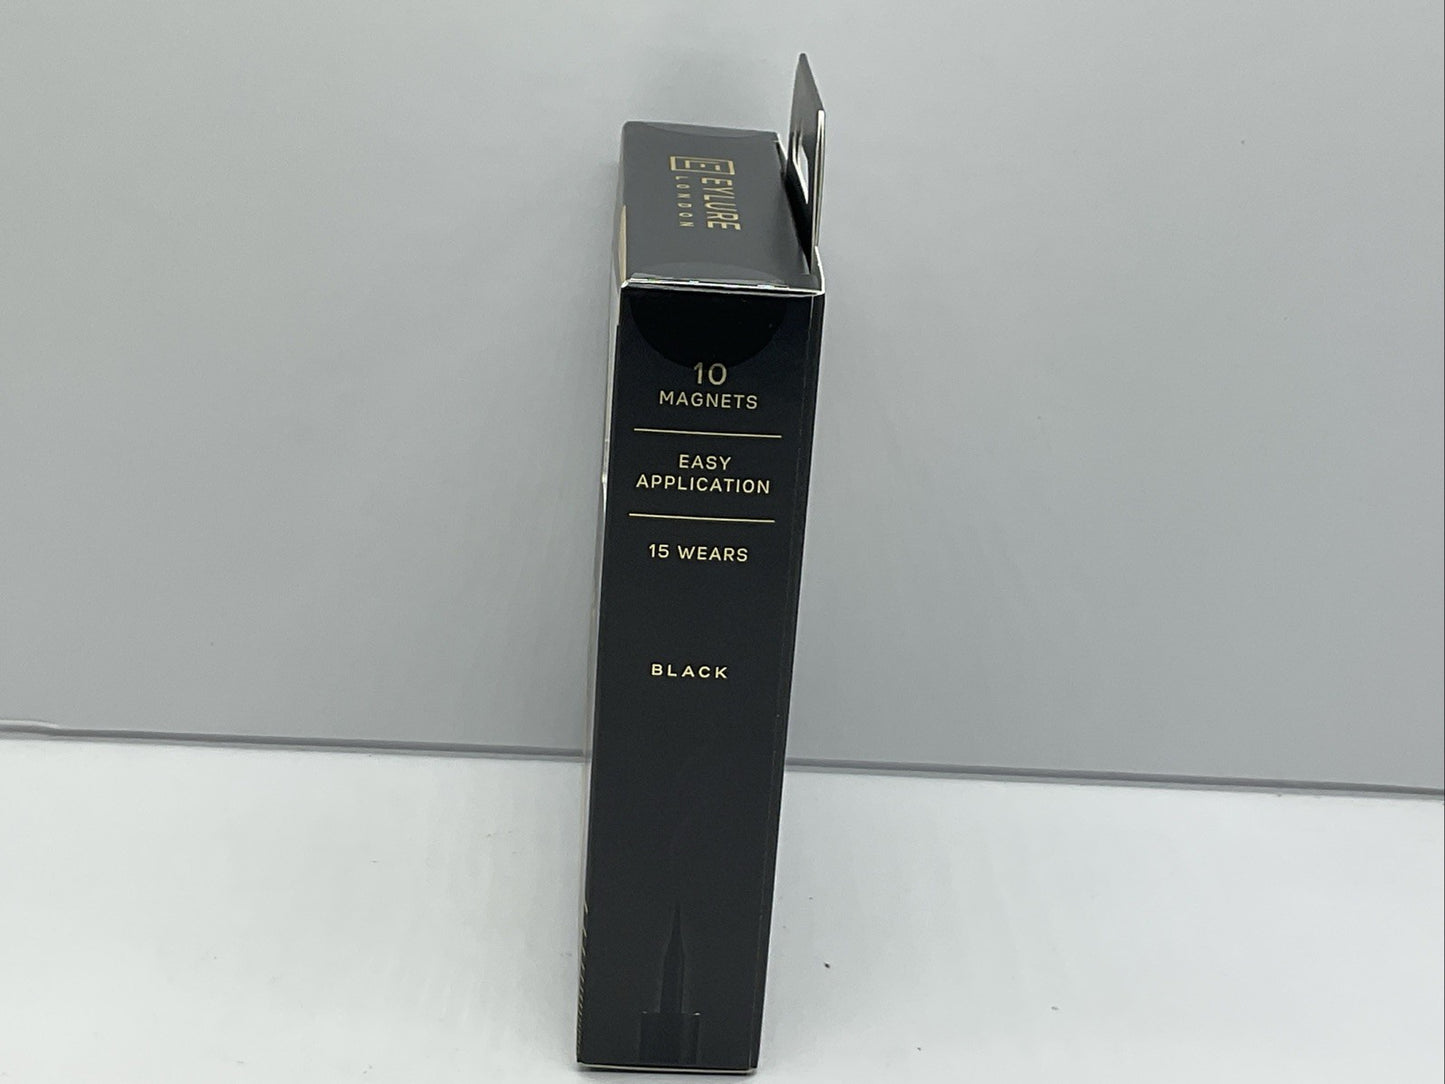 EYLURE
LONDON
10
MAGNETS
EASY
APPLICATION
15 WEARS
BLACK